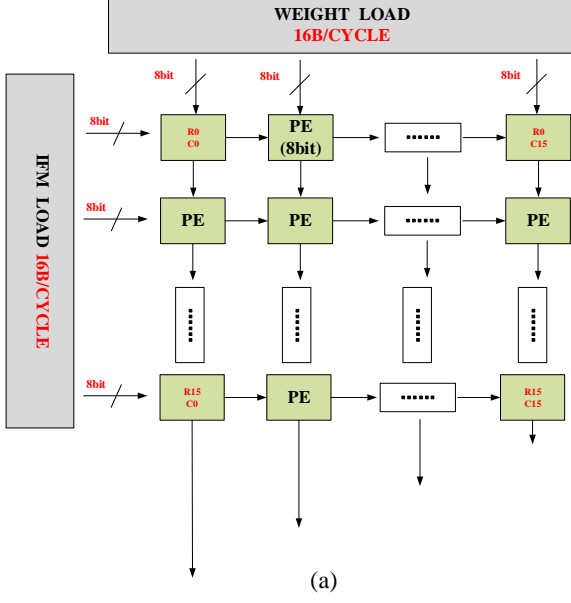 WEIGHT LOAD
16B/CYCLE
8bit
8bit
8bit
IFM LOAD 16B/CYCLE
8bit
R0
C0
PE
(8bit)
R0
C15
8bit
PE
PE
PE
8bit
R15
C0
PE
R15
C15
(a)